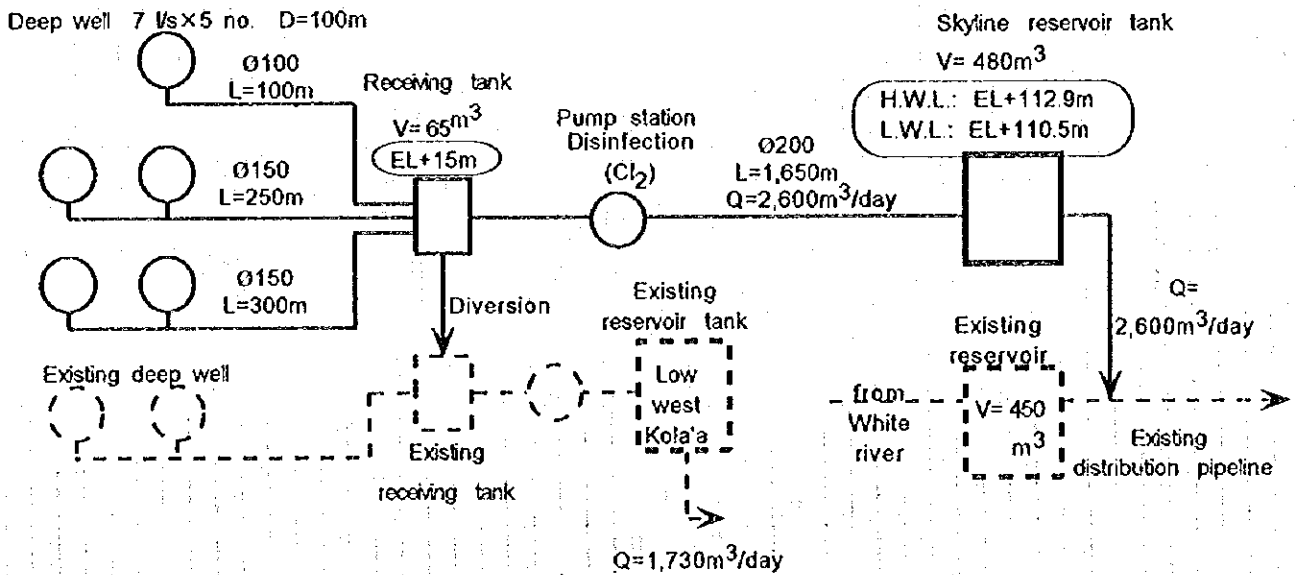 Deep well 7 l/s×5 no. D=100m
Ø100
L=100m
Receiving tank
V=65m³
EL+15m
Ø150
L=250m
Ø150
L=300m
Pump station
Disinfection
(Cl₂)
Ø200
L=1,650m
Q=2,600m³/day
Skyline reservoir tank
V= 480m³
H.W.L.: EL+112.9m
L.W.L.: EL+110.5m
Q=
2,600m³/day
Diversion
Existing
reservoir tank
Low
west
Kola'a
Existing deep well
Existing
receiving tank
Q=1,730m³/day
Existing
reservoir
from
White
river
V= 450
m³
Existing
distribution pipeline